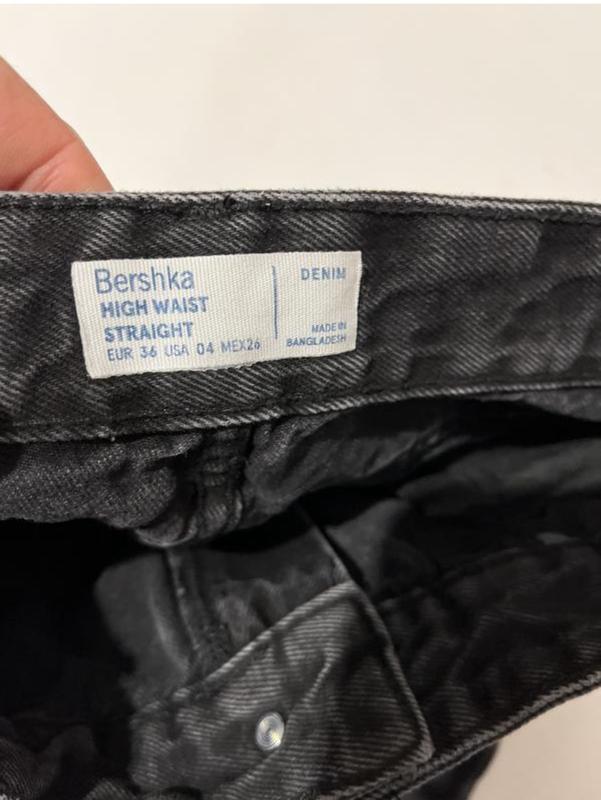 Bershka
HIGH WAIST
STRAIGHT
EUR 36 USA 04 MEX26
DENIM
MADE IN
BANGLADESH